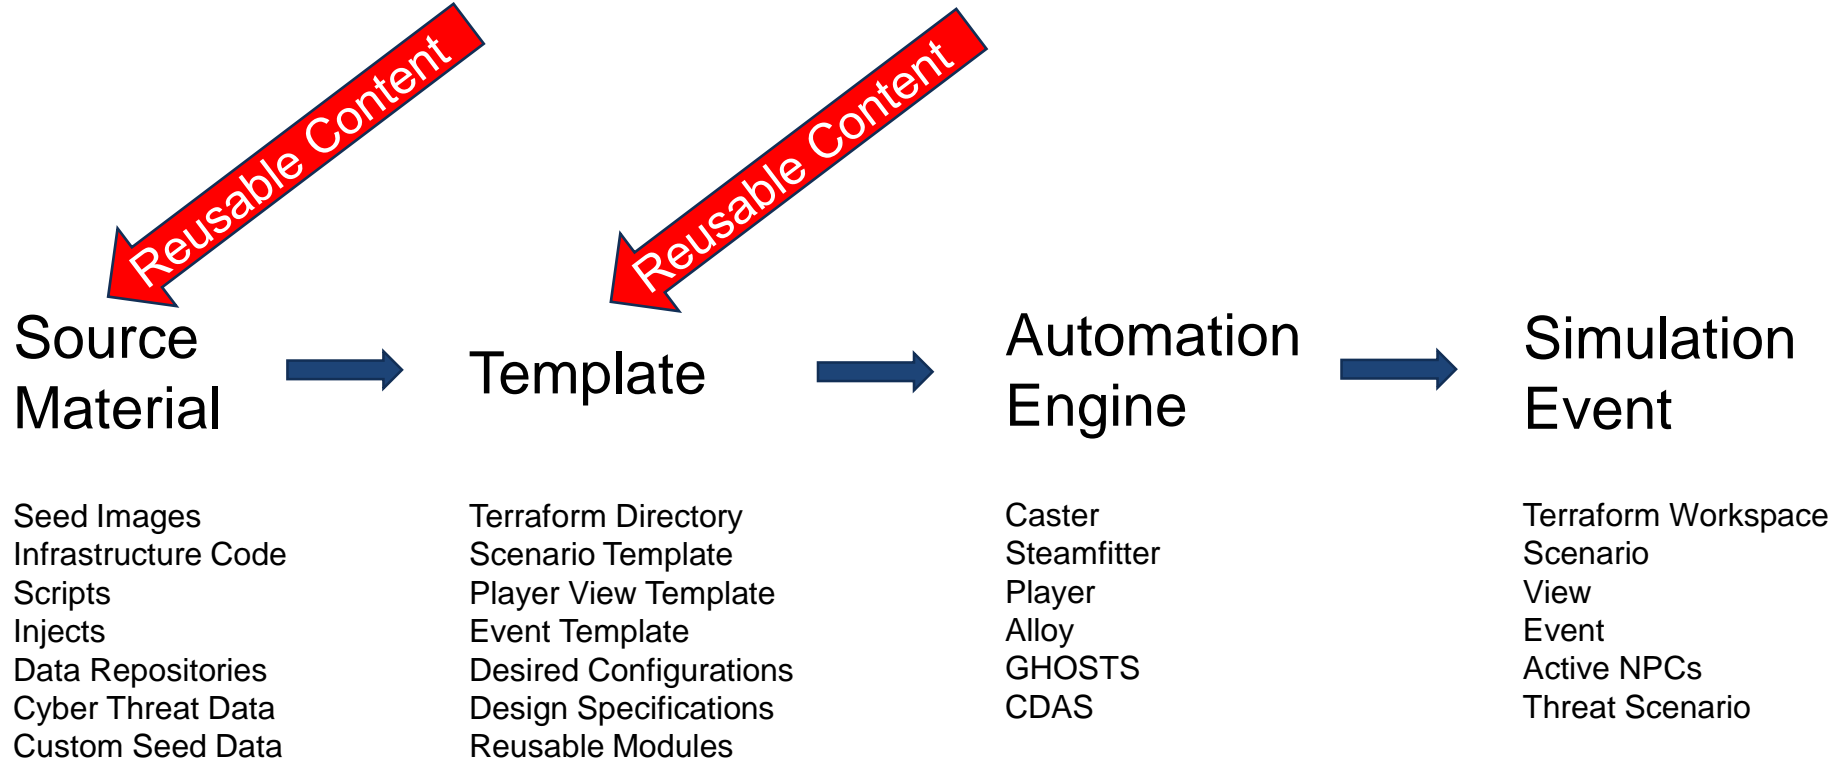 Reusable Content
Reusable Content
Source
Material
Template
Automation
Engine
Simulation
Event
Seed Images
Infrastructure Code
Scripts
Injects
Data Repositories
Cyber Threat Data
Custom Seed Data
Terraform Directory
Scenario Template
Player View Template
Event Template
Desired Configurations
Design Specifications
Reusable Modules
Caster
Steamfitter
Player
Alloy
GHOSTS
CDAS
Terraform Workspace
Scenario
View
Event
Active NPCs
Threat Scenario